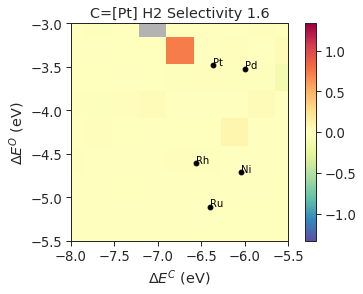 C=[Pt] H2 Selectivity 1.6
−3.0
−3.5
−4.0
−4.5
−5.0
−5.5
ΔE^O (eV)
Pt
Pd
Rh
Ni
Ru
−8.0 −7.5 −7.0 −6.5 −6.0 −5.5
ΔE^C (eV)
1.0
0.5
0.0
−0.5
−1.0